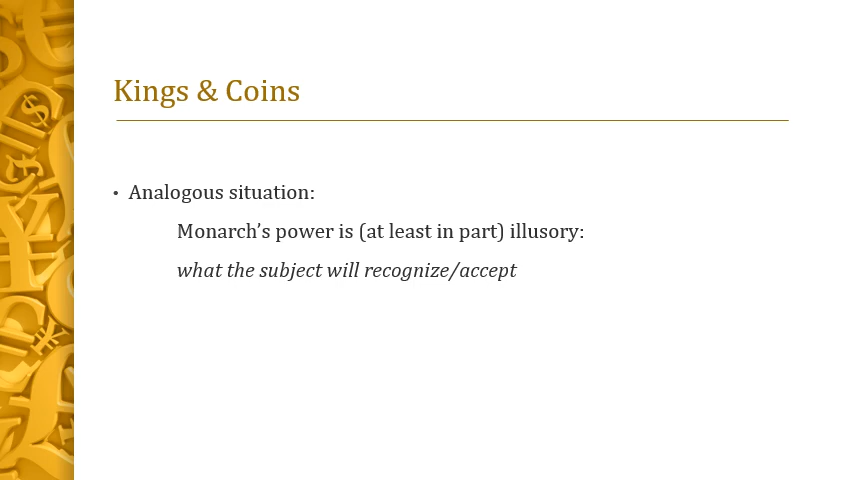 Kings & Coins
• Analogous situation:
Monarch’s power is (at least in part) illusory:
what the subject will recognize/accept